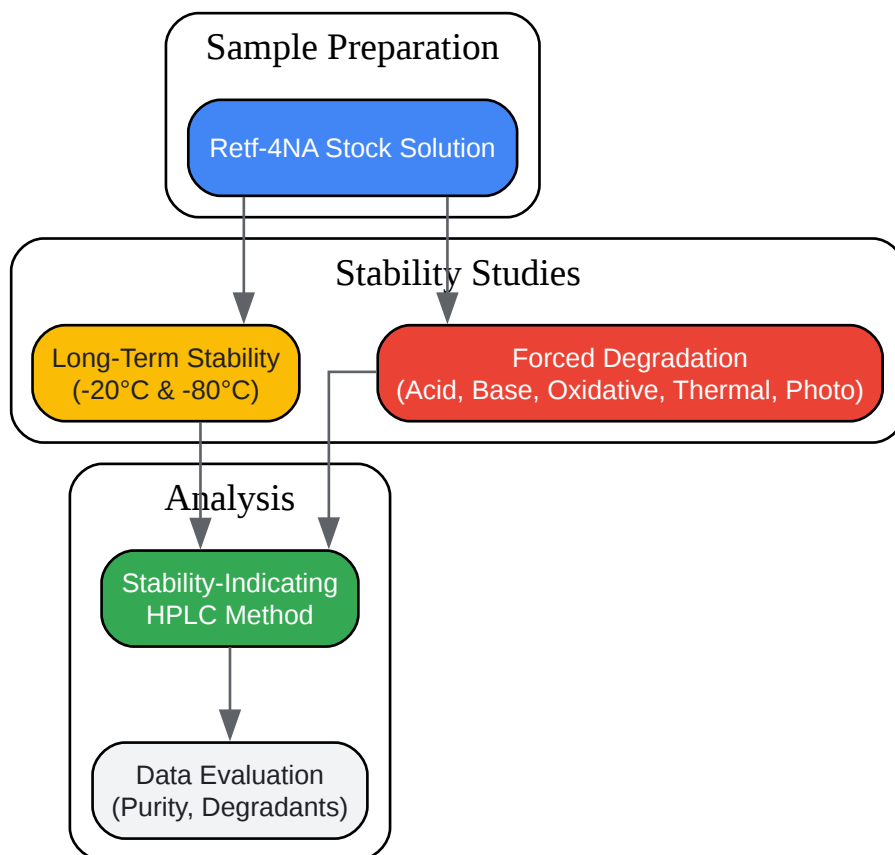 Sample Preparation
Retf-4NA Stock Solution
Stability Studies
Long-Term Stability
(-20°C & -80°C)
Forced Degradation
(Acid, Base, Oxidative, Thermal, Photo)
Analysis
Stability-Indicating
HPLC Method
Data Evaluation
(Purity, Degradants)